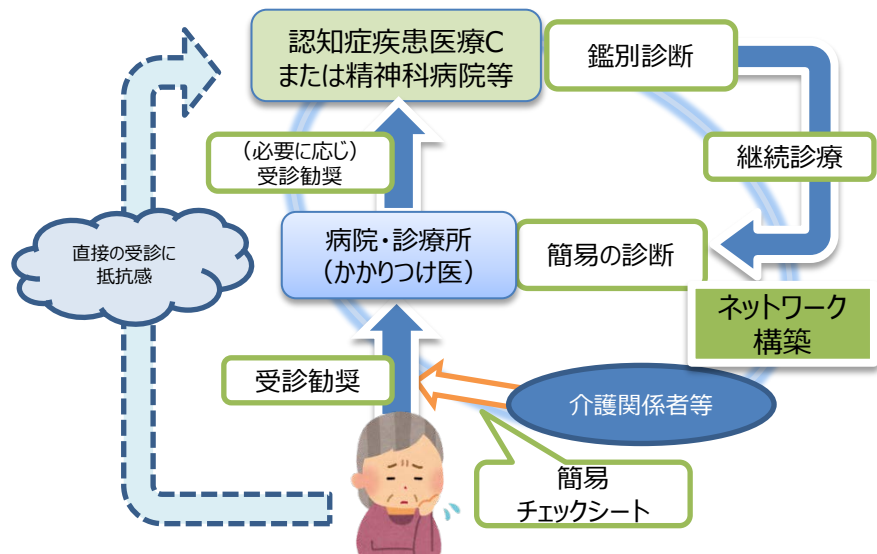 認知症疾患医療C
または精神科病院等
鑑別診断
(必要に応じ)
受診勧奨
継続診療
直接の受診に
抵抗感
病院・診療所
(かかりつけ医)
簡易の診断
ネットワーク
構築
受診勧奨
介護関係者等
簡易
チェックシート